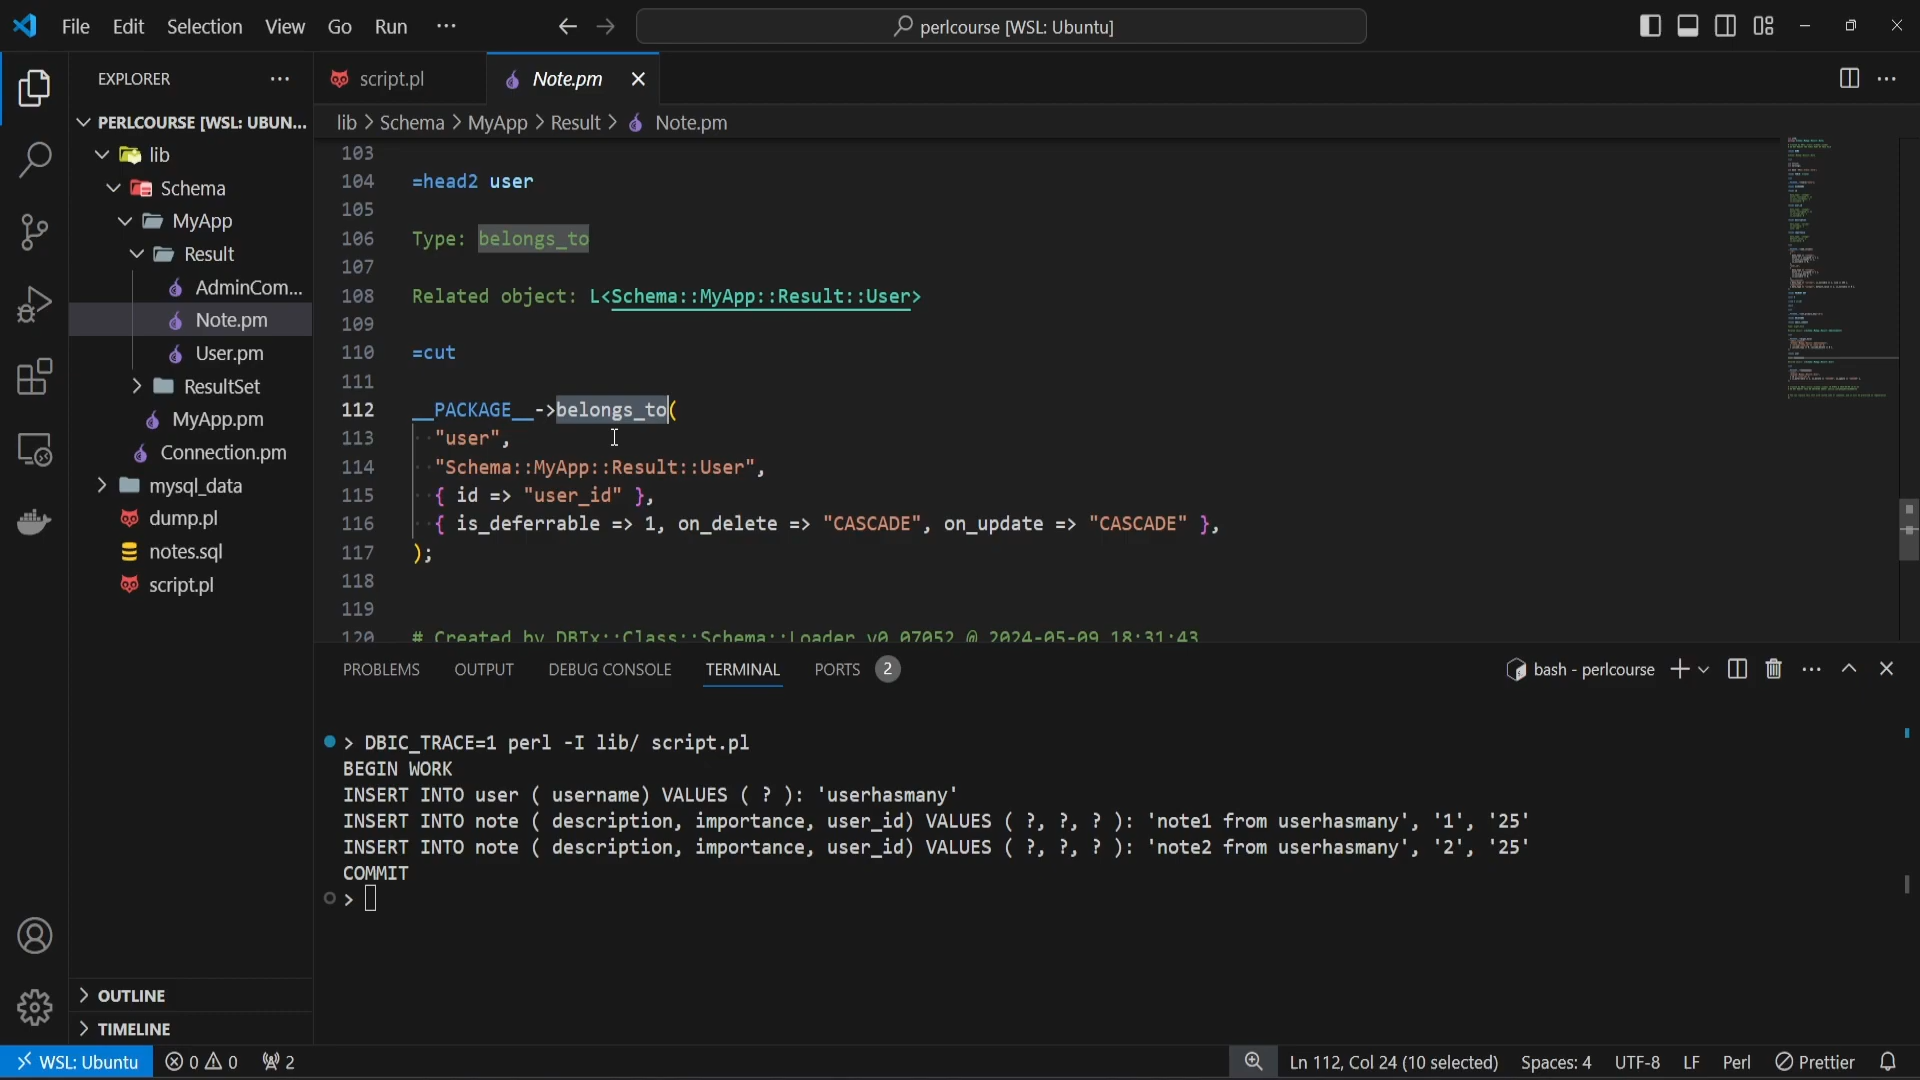 File Edit Selection View Go Run ···
perlcourse [WSL: Ubuntu]
EXPLORER ···
script.pl
Note.pm
PERLCOURSE [WSL: UBUN...
lib > Schema > MyApp > Result > Note.pm
lib
Schema
MyApp
Result
AdminCom...
Note.pm
User.pm
ResultSet
MyApp.pm
Connection.pm
mysql_data
dump.pl
notes.sql
script.pl
OUTLINE
TIMELINE
103
104 =head2 user
105
106 Type: belongs_to
107
108 Related object: L<Schema::MyApp::Result::User>
109
110 =cut
111
112 __PACKAGE__->belongs_to(
113 "user",
114 "Schema::MyApp::Result::User",
115 { id => "user_id" },
116 { is_deferrable => 1, on_delete => "CASCADE", on_update => "CASCADE" },
117 );
118
119
120 # Created by DBIx::Class::Schema::Loader v0.07052 @ 2024-05-09 18:31:43
PROBLEMS OUTPUT DEBUG CONSOLE TERMINAL PORTS 2
bash - perlcourse
> DBIC_TRACE=1 perl -I lib/ script.pl
BEGIN WORK
INSERT INTO user ( username) VALUES ( ? ): 'userhasmany'
INSERT INTO note ( description, importance, user_id) VALUES ( ?, ?, ? ): 'note1 from userhasmany', '1', '25'
INSERT INTO note ( description, importance, user_id) VALUES ( ?, ?, ? ): 'note2 from userhasmany', '2', '25'
COMMIT
>
WSL: Ubuntu 0 0 2
Ln 112, Col 24 (10 selected) Spaces: 4 UTF-8 LF Perl Prettier